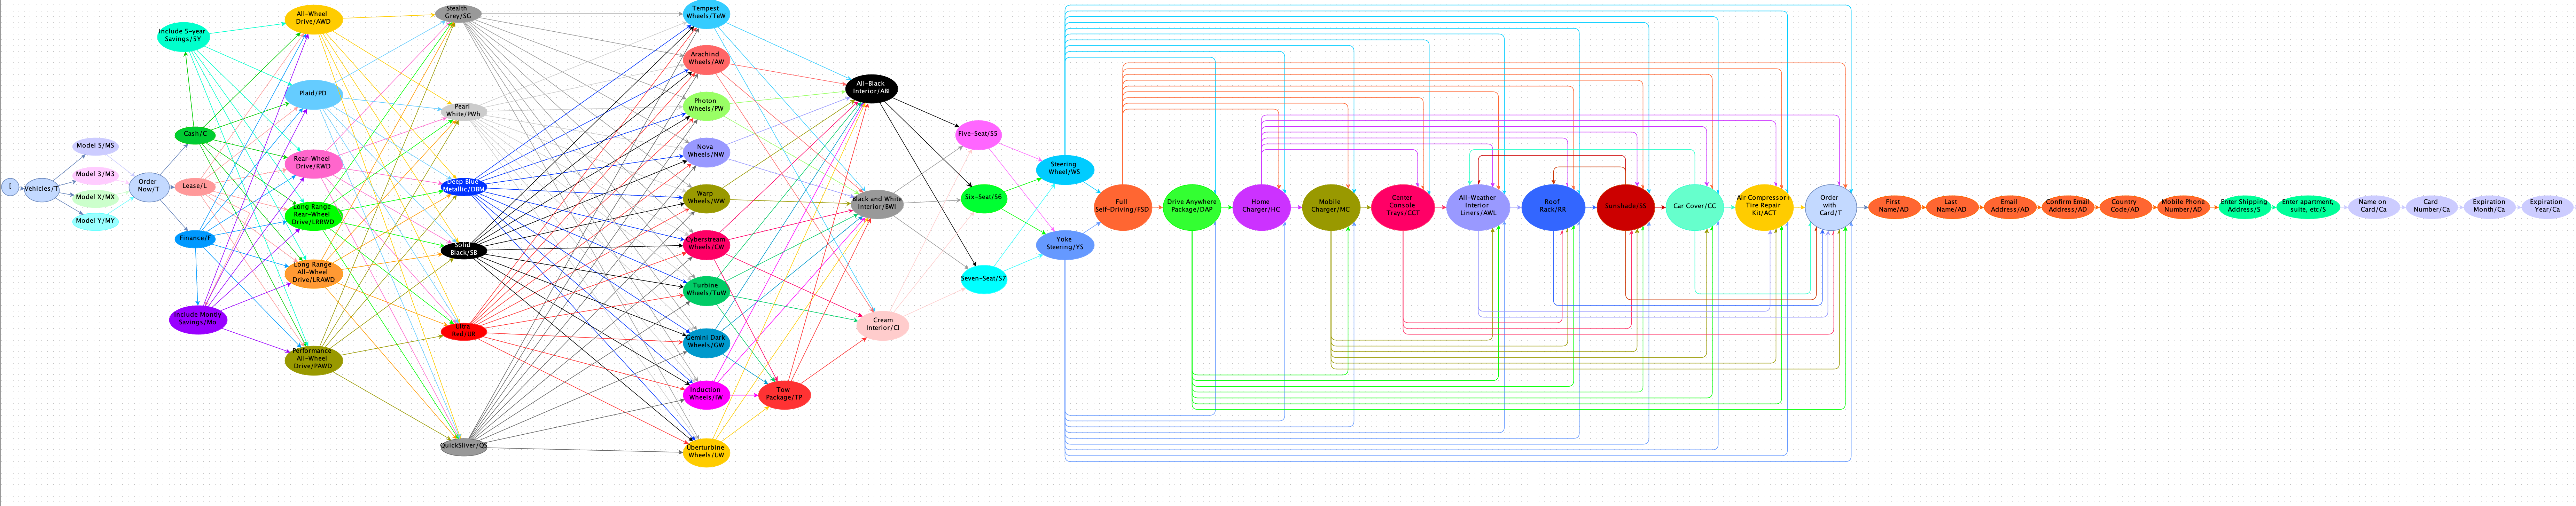 [
Vehicles/T
Model S/MS
Model 3/M3
Model X/MX
Model Y/MY
Order
Now/T
Include 5-year
Savings/5Y
Cash/C
Lease/L
Finance/F
Include Montly
Savings/Mo
All-Wheel
Drive/AWD
Plaid/PD
Rear-Wheel
Drive/RWD
Long Range
Rear-Wheel
Drive/LRRWD
Long Range
All-Wheel
Drive/LRAWD
Performance
All-Wheel
Drive/PAWD
Stealth
Grey/SG
Pearl
White/PWh
Deep Blue
Metallic/DBM
Solid
Black/SB
Ultra
Red/UR
QuickSliver/QS
Tempest
Wheels/TeW
Arachind
Wheels/AW
Photon
Wheels/PW
Nova
Wheels/NW
Warp
Wheels/WW
Cyberstream
Wheels/CW
Turbine
Wheels/TuW
Gemini Dark
Wheels/GW
Induction
Wheels/IW
Uberturbine
Wheels/UW
Tow
Package/TP
All-Black
Interior/ABI
Black and White
Interior/BWI
Cream
Interior/CI
Five-Seat/S5
Six-Seat/S6
Seven-Seat/S7
Steering
Wheel/WS
Yoke
Steering/YS
Full
Self-Driving/FSD
Drive Anywhere
Package/DAP
Home
Charger/HC
Mobile
Charger/MC
Center
Console
Trays/CCT
All-Weather
Interior
Liners/AWL
Roof
Rack/RR
Sunshade/SS
Car Cover/CC
Air Compressor+
Tire Repair
Kit/ACT
Order
with
Card/T
First
Name/AD
Last
Name/AD
Email
Address/AD
Confirm Email
Address/AD
Country
Code/AD
Mobile Phone
Number/AD
Enter Shipping
Address/S
Enter apartment,
suite, etc/S
Name on
Card/Ca
Card
Number/Ca
Expiration
Month/Ca
Expiration
Year/Ca